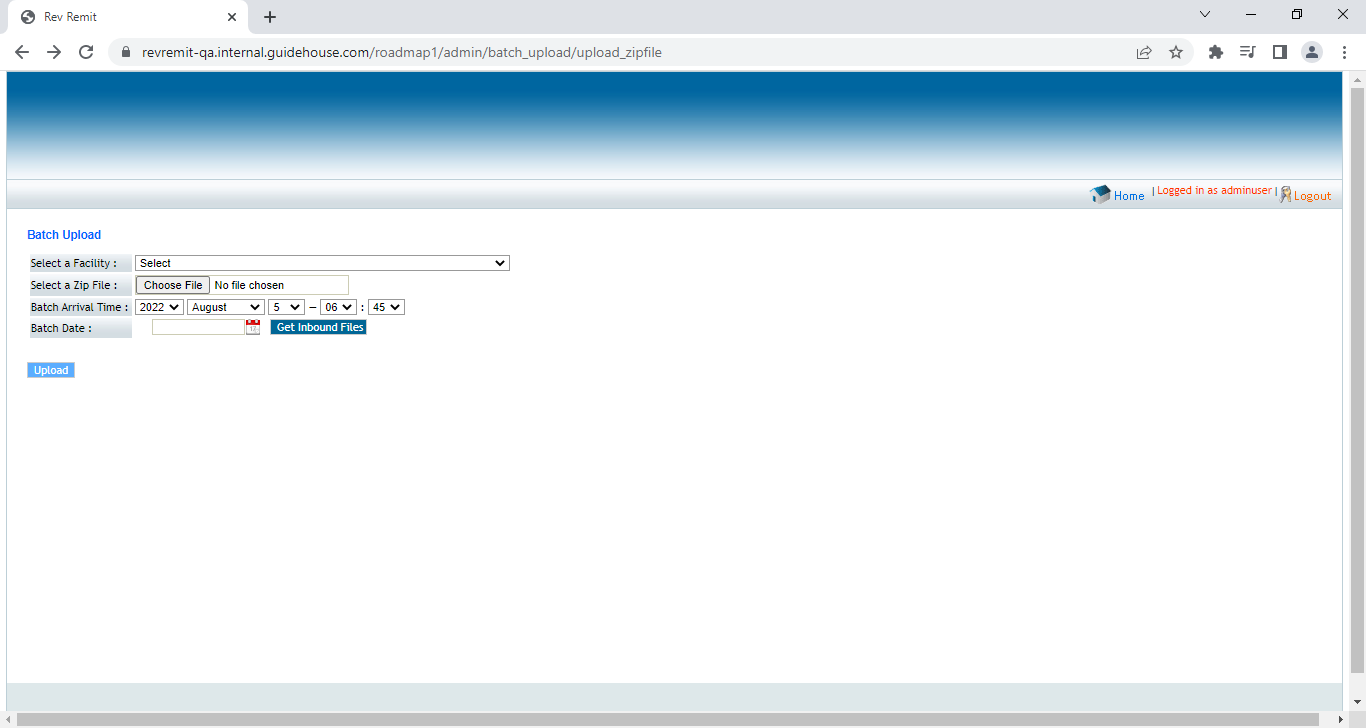 Rev Remit
revremit-qa.internal.guidehouse.com/roadmap1/admin/batch_upload/upload_zipfile
Home | Logged in as adminuser | Logout
Batch Upload
Select a Facility : Select
Select a Zip File : Choose File No file chosen
Batch Arrival Time : 2022 August 5 – 06 : 45
Batch Date : Get Inbound Files
Upload